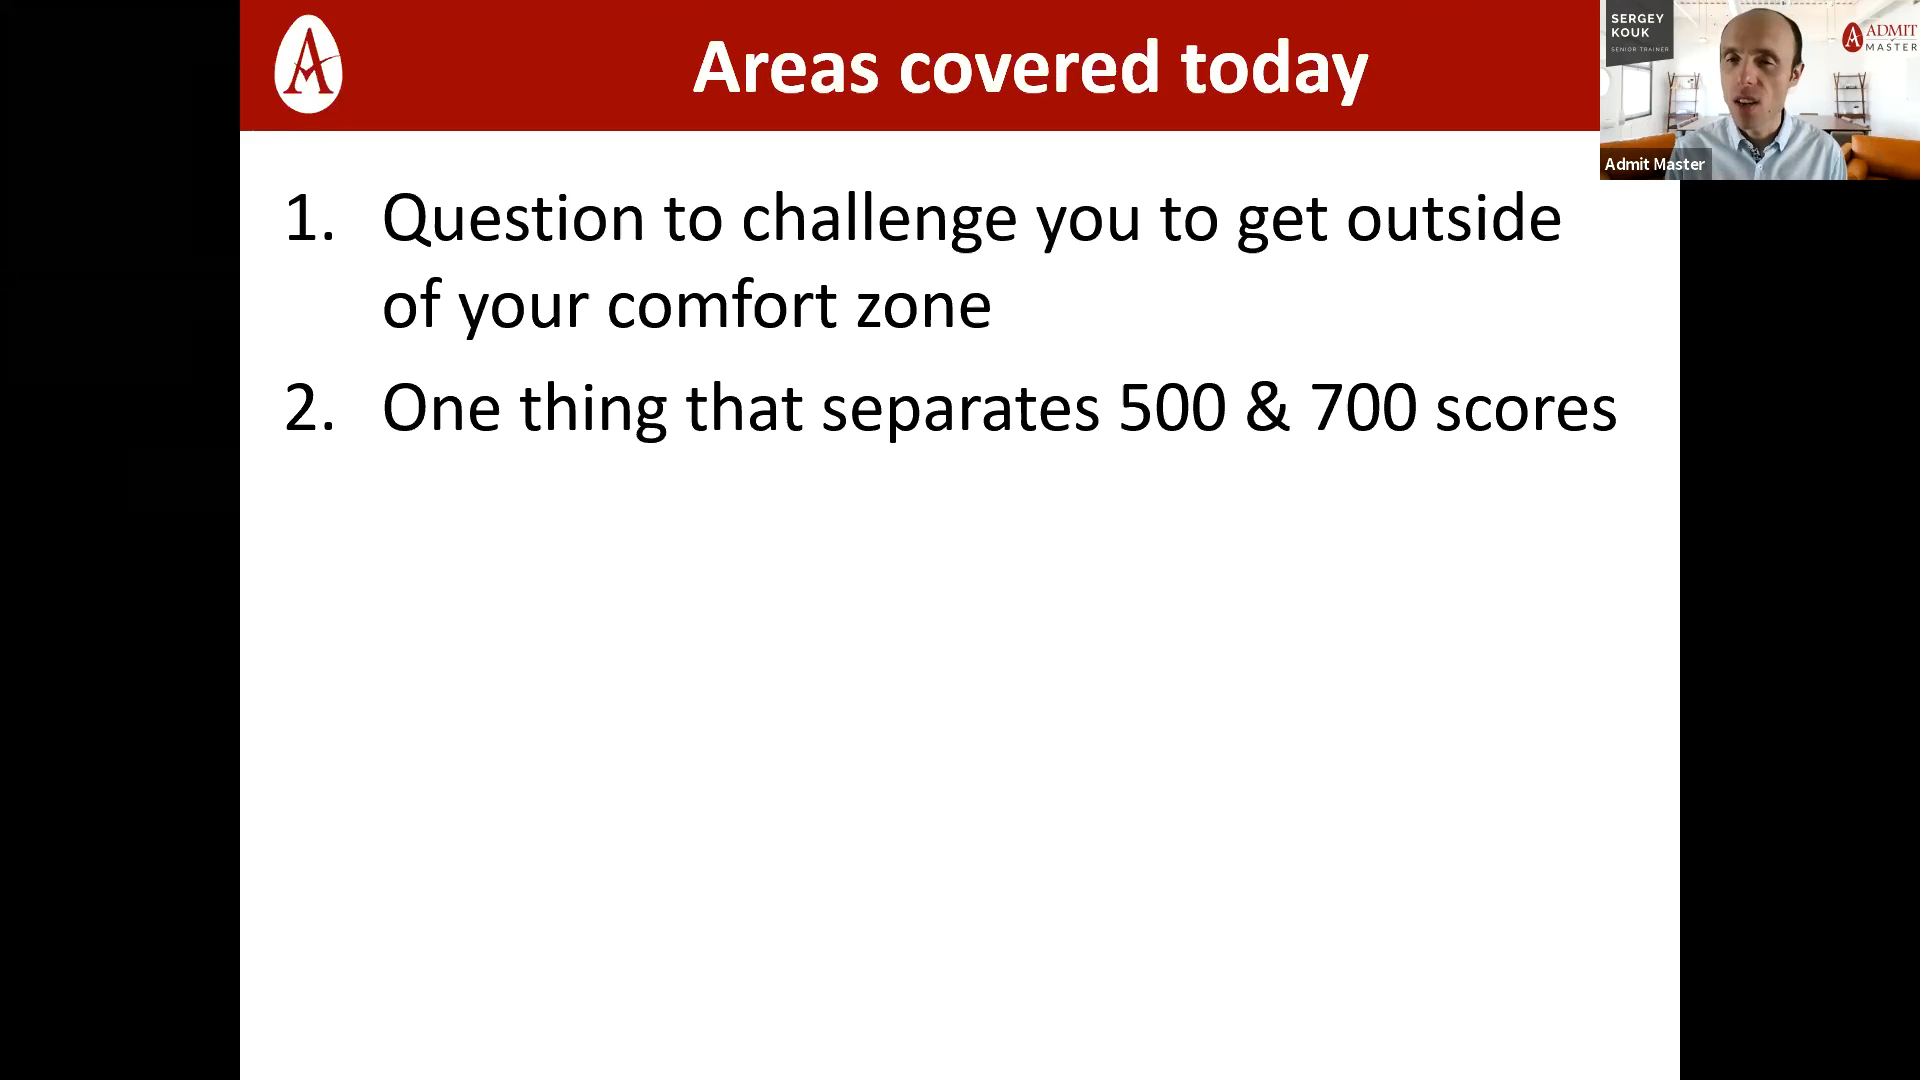 Areas covered today
SERGEY
KOUK
SENIOR TRAINER
ADMIT
MASTER
Admit Master
1. Question to challenge you to get outside
of your comfort zone
2. One thing that separates 500 & 700 scores